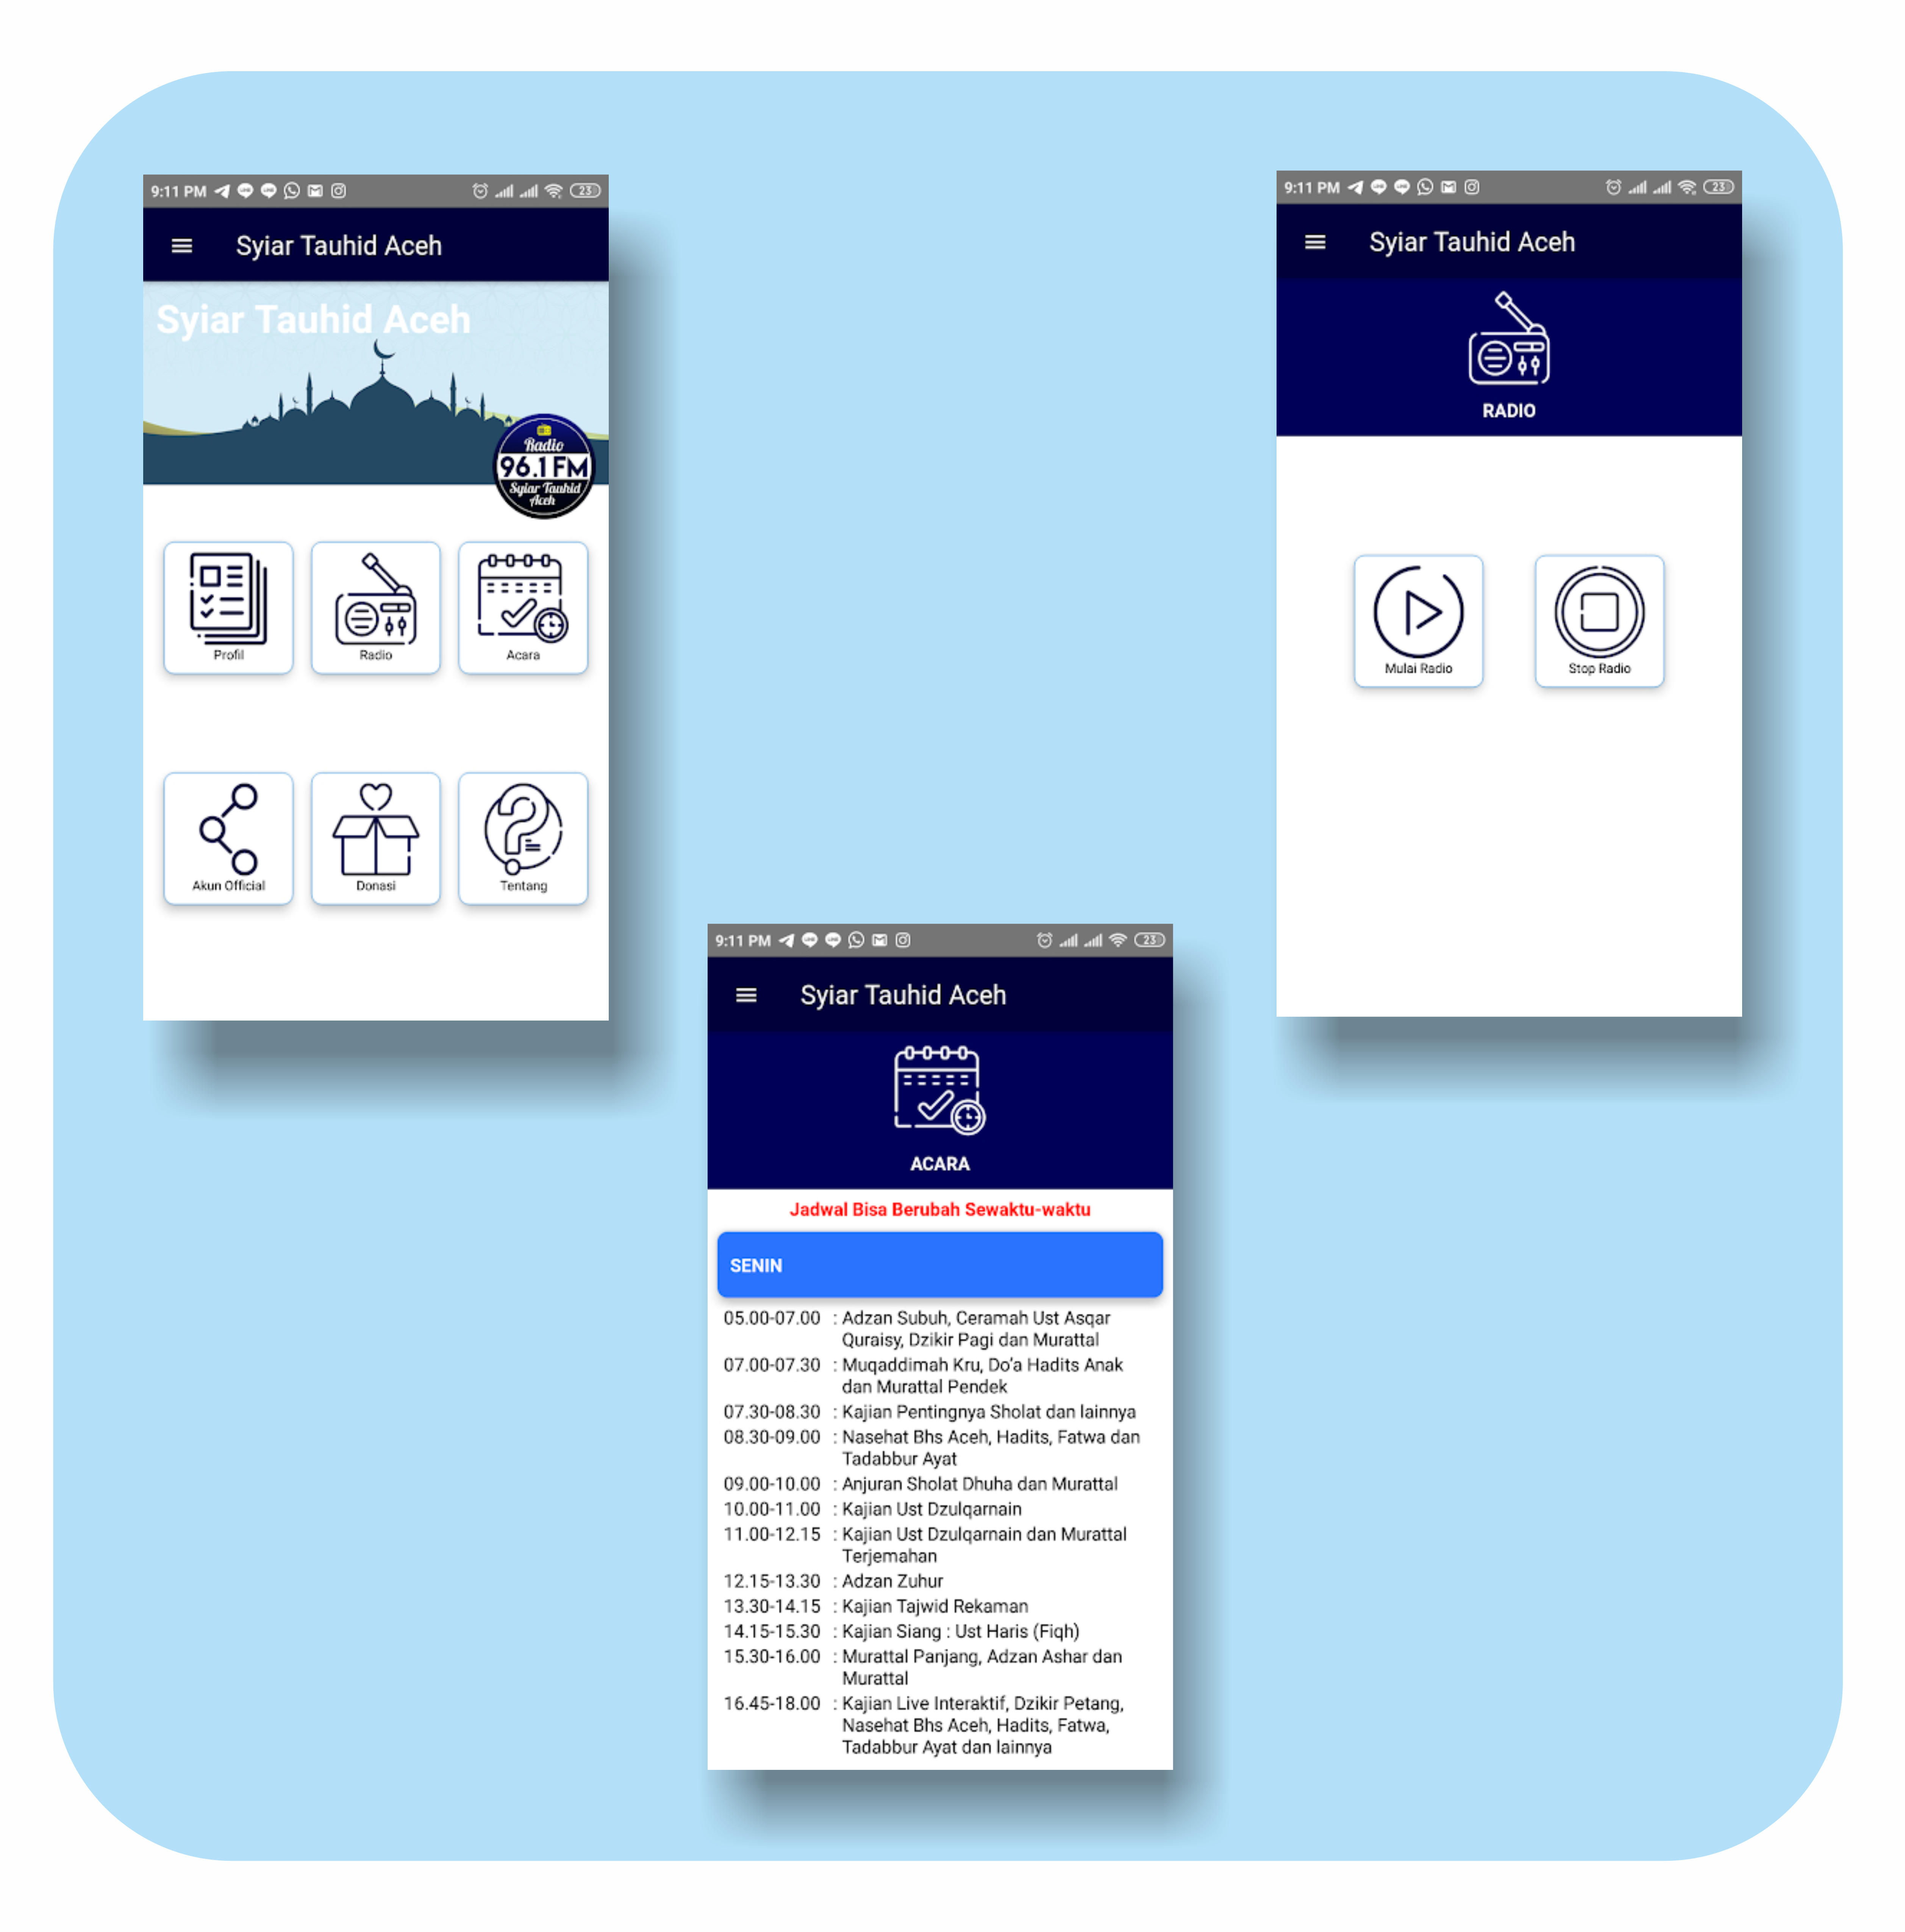 9:11 PM
23
Syiar Tauhid Aceh
Syiar Tauhid Aceh
Radio
96.1 FM
Syiar Tauhid
Aceh
Profil
Radio
Acara
Akun Official
Donasi
Tentang
9:11 PM
23
Syiar Tauhid Aceh
RADIO
Mulai Radio
Stop Radio
9:11 PM
23
Syiar Tauhid Aceh
ACARA
Jadwal Bisa Berubah Sewaktu-waktu
SENIN
05.00-07.00 : Adzan Subuh, Ceramah Ust Asqar
Quraisy, Dzikir Pagi dan Murattal
07.00-07.30 : Muqaddimah Kru, Do'a Hadits Anak
dan Murattal Pendek
07.30-08.30 : Kajian Pentingnya Sholat dan lainnya
08.30-09.00 : Nasehat Bhs Aceh, Hadits, Fatwa dan
Tadabbur Ayat
09.00-10.00 : Anjuran Sholat Dhuha dan Murattal
10.00-11.00 : Kajian Ust Dzulqarnain
11.00-12.15 : Kajian Ust Dzulqarnain dan Murattal
Terjemahan
12.15-13.30 : Adzan Zuhur
13.30-14.15 : Kajian Tajwid Rekaman
14.15-15.30 : Kajian Siang : Ust Haris (Fiqh)
15.30-16.00 : Murattal Panjang, Adzan Ashar dan
Murattal
16.45-18.00 : Kajian Live Interaktif, Dzikir Petang,
Nasehat Bhs Aceh, Hadits, Fatwa,
Tadabbur Ayat dan lainnya